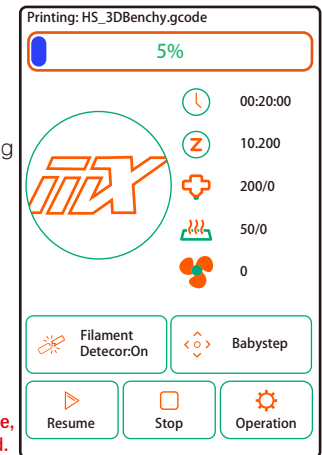 Printing: HS_3DBenchy.gcode
5%
00:20:00
g
Z
10.200
200/0
50/0
0
Filament
Detecor:On
Babystep
Resume
Stop
Operation
e,
d.